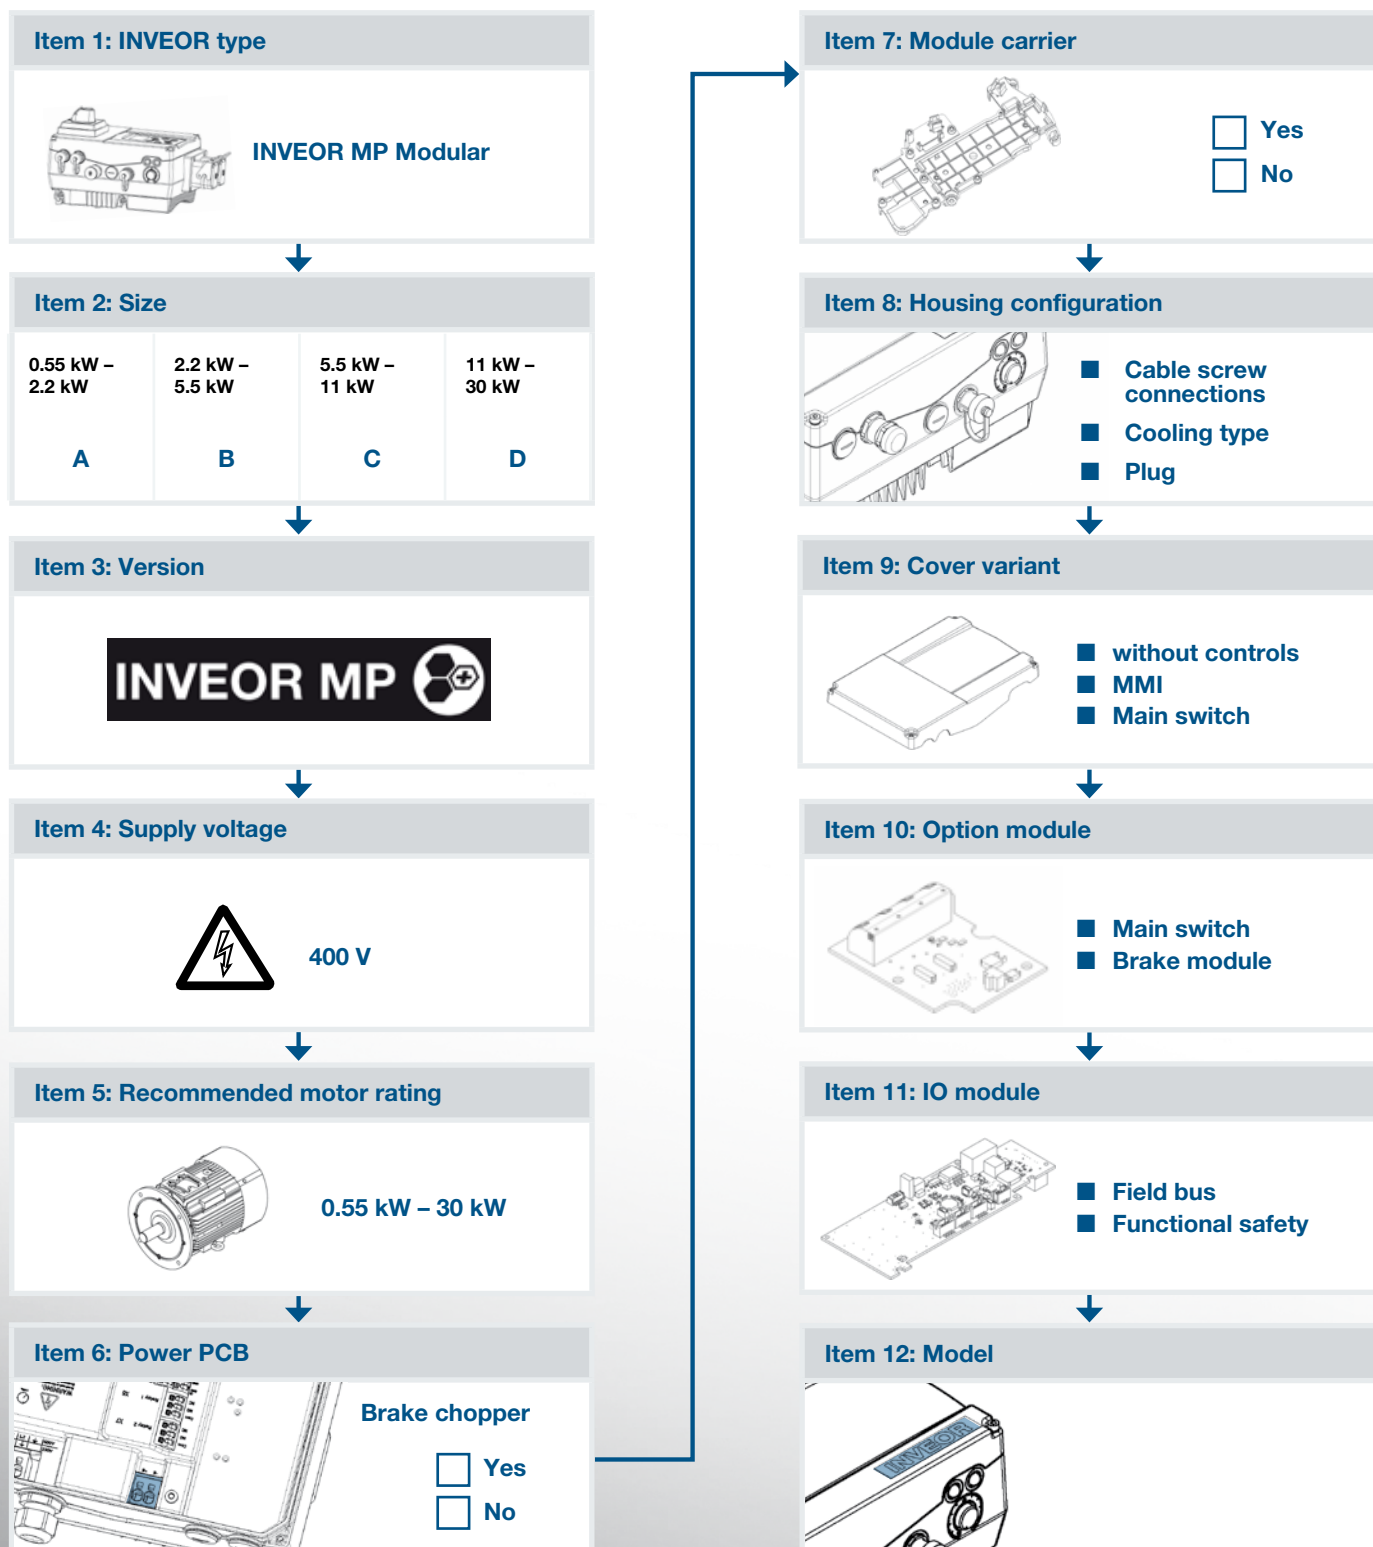 Item 1: INVEOR type
INVEOR MP Modular
Item 2: Size
0.55 kW –
2.2 kW
A
2.2 kW –
5.5 kW
B
5.5 kW –
11 kW
C
11 kW –
30 kW
D
Item 3: Version
INVEOR MP
Item 4: Supply voltage
400 V
Item 5: Recommended motor rating
0.55 kW – 30 kW
Item 6: Power PCB
Brake chopper
Yes
No
Item 7: Module carrier
Yes
No
Item 8: Housing configuration
Cable screw
connections
Cooling type
Plug
Item 9: Cover variant
without controls
MMI
Main switch
Item 10: Option module
Main switch
Brake module
Item 11: IO module
Field bus
Functional safety
Item 12: Model
INVEOR